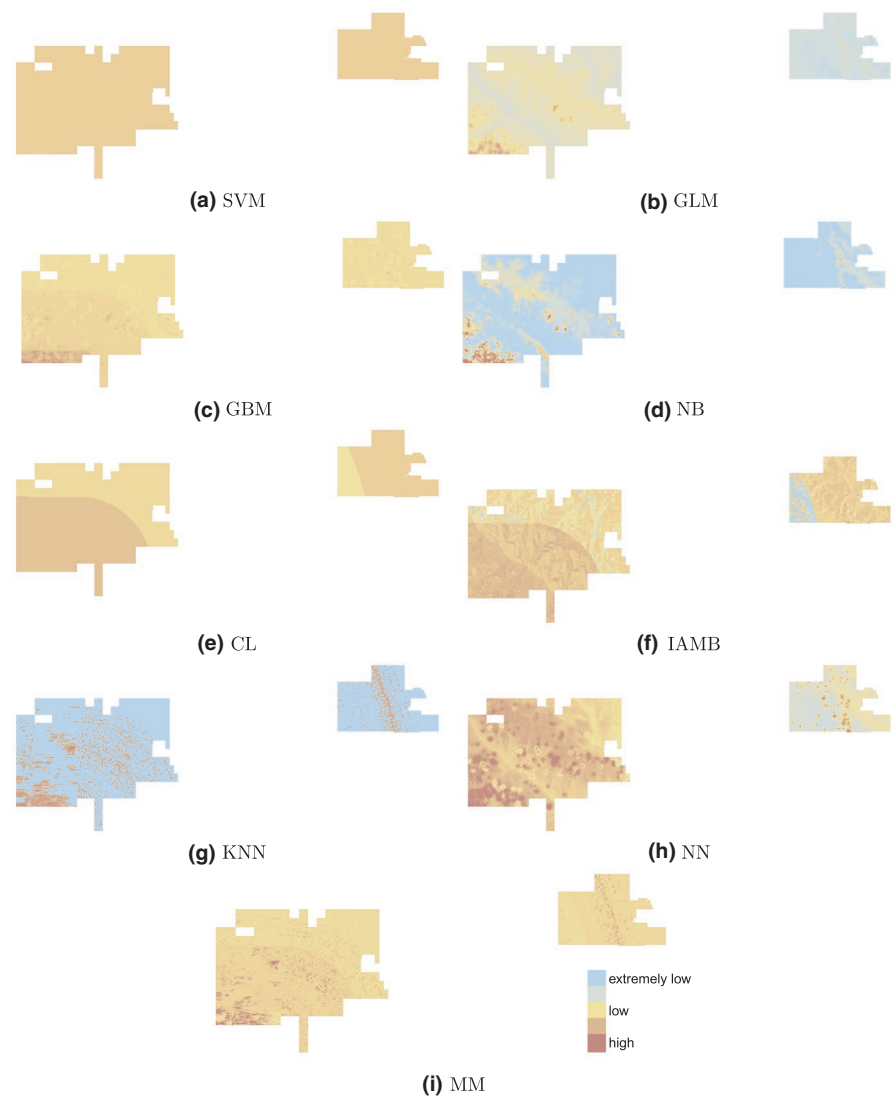 (a) SVM
(b) GLM
(c) GBM
(d) NB
(e) CL
(f) IAMB
(g) KNN
(h) NN
extremely low
low
high
(i) MM